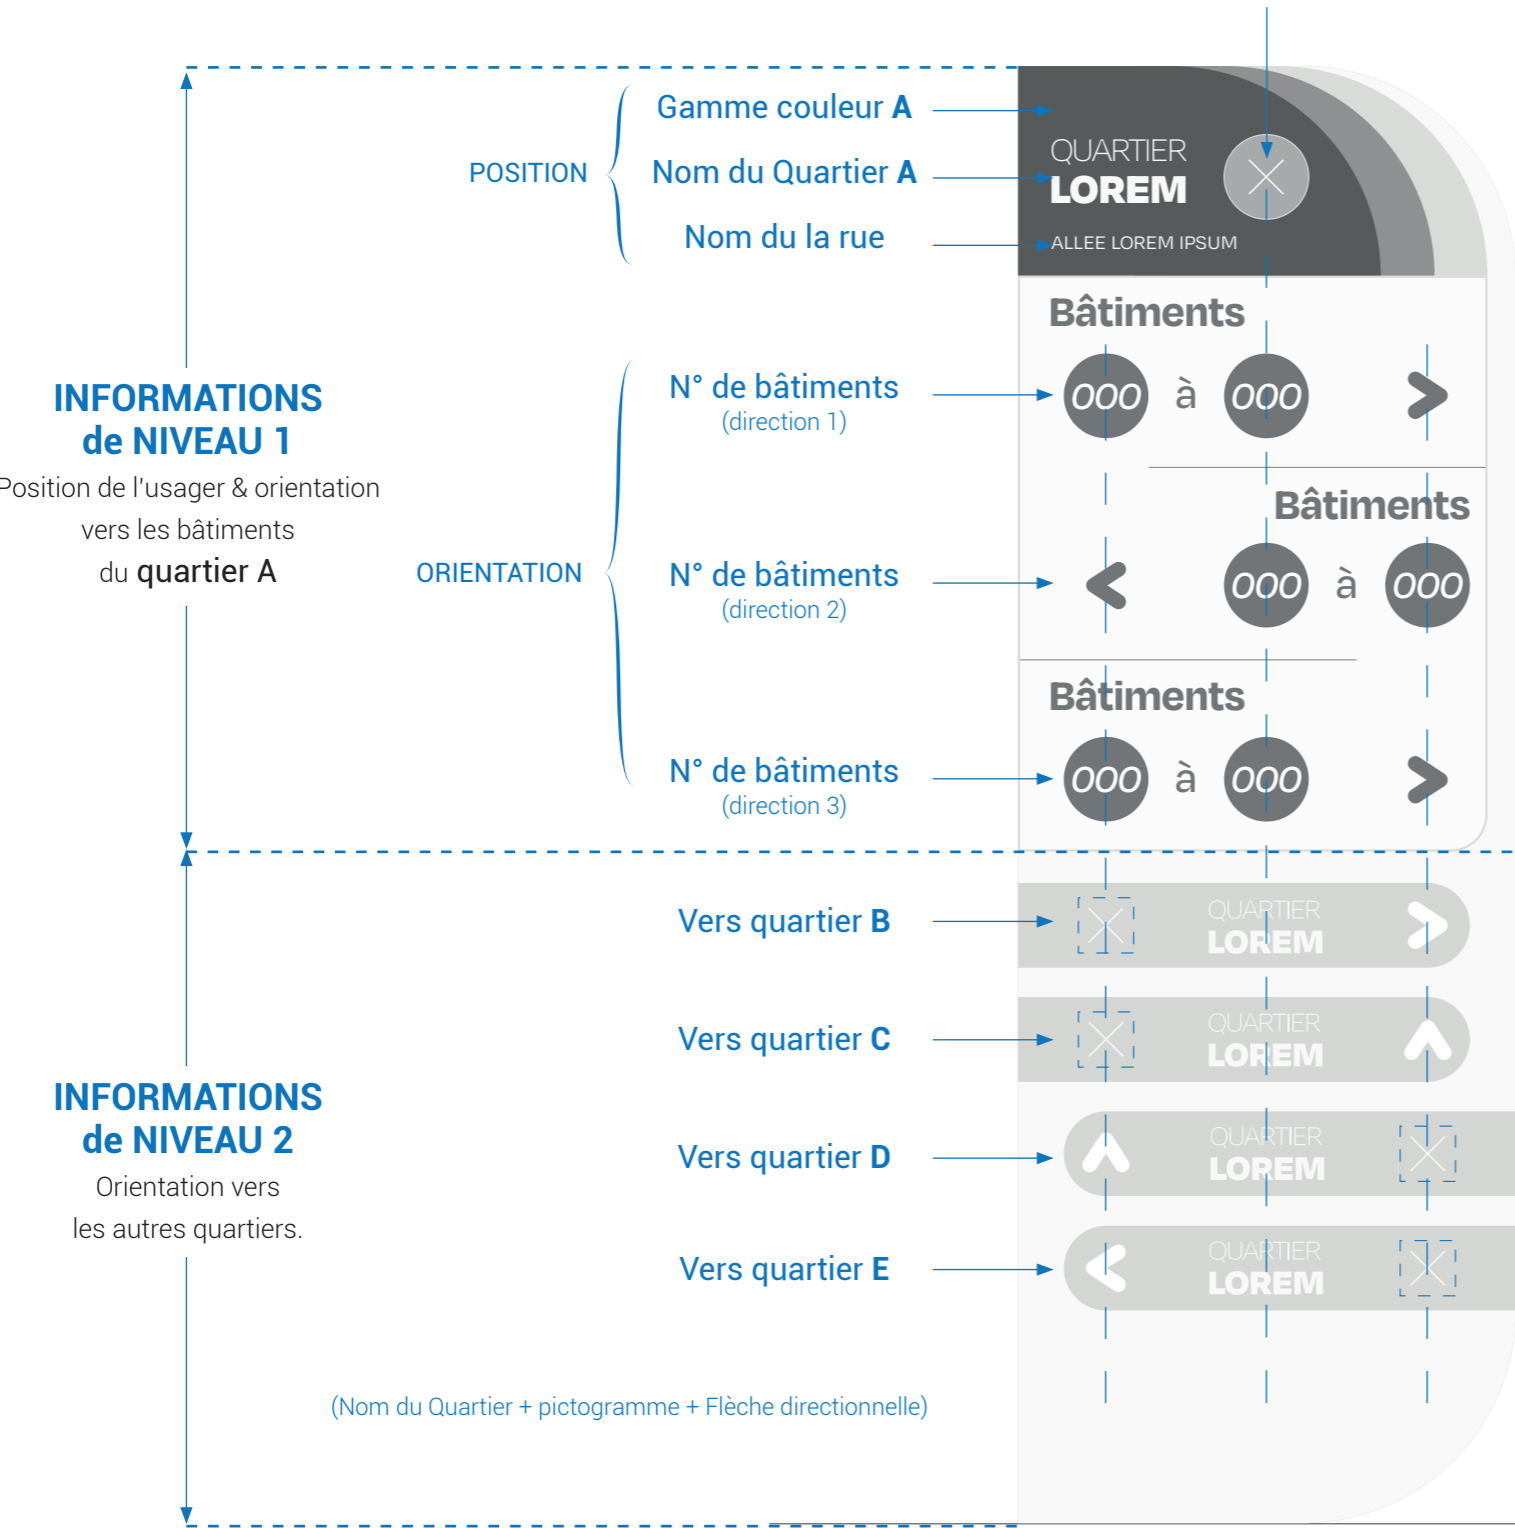 Gamme couleur A
POSITION
Nom du Quartier A
Nom du la rue
QUARTIER
LOREM
ALLEE LOREM IPSUM
INFORMATIONS
de NIVEAU 1
Position de l'usager & orientation
vers les bâtiments
du quartier A
ORIENTATION
N° de bâtiments
(direction 1)
N° de bâtiments
(direction 2)
N° de bâtiments
(direction 3)
Bâtiments
000 à 000 >
Bâtiments
< 000 à 000
Bâtiments
000 à 000 >
INFORMATIONS
de NIVEAU 2
Orientation vers
les autres quartiers.
Vers quartier B
QUARTIER
LOREM
Vers quartier C
QUARTIER
LOREM
Vers quartier D
QUARTIER
LOREM
Vers quartier E
QUARTIER
LOREM
(Nom du Quartier + pictogramme + Flèche directionnelle)